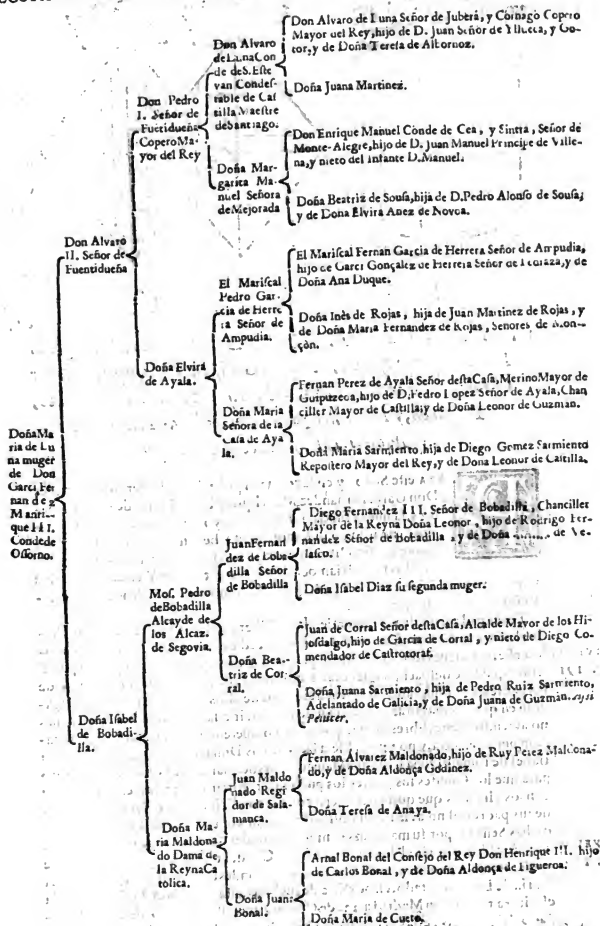 Doña Ma
ria de Lu
na muger
de Don
Garci Fer
nandez
Manri-
que III.
Conde de
Ossorno.
Don Alvaro
II. Señor de
Fuentidueña
Doña Isabel
de Bobadi-
lla.
Don Pedro
I. Señor de
Fuetidueña
Copero Ma-
yor del Rey
Doña Elvira
de Ayala.
Mos. Pedro
de Bobadilla
Alcayde de
los Alcaz.
de Segovia.
Doña Ma-
ria Maldona
do Dama de
la Reyna Ca
tolica.
Don Alvaro
de Luna Con
de de S. Este
van Condes-
table de Cas
tilla Maestre
de Santiago.
Doña Mar-
garita Ma-
nuel Señora
de Mejorada
El Mariscal
Pedro Gar-
cia de Herre
ra Señor de
Ampudia.
Doña Maria
Señora de la
Casa de Aya
la.
Juan Fernan
dez de Boba
dilla Señor
de Bobadilla
Doña Bea-
triz de Cor
ral.
Juan Maldo
nado Regi
dor de Sala-
manca.
Doña Juana
Bonal.
Don Alvaro de Luna Señor de Juberá, y Cornago Copero
Mayor del Rey, hijo de D. Juan Señor de Yllueca, y Go-
tor, y de Doña Teresa de Albornoz.
Doña Juana Martinez.
Don Enrique Manuel Conde de Cea, y Sintra, Señor de
Monte-Alegre, hijo de D. Juan Manuel Principe de Ville-
na, y nieto del Infante D. Manuel.
Doña Beatriz de Sousa, hija de D. Pedro Alonso de Sousa;
y de Dona Elvira Anez de Novoa.
El Mariscal Fernan Garcia de Herrera Señor de Ampudia,
hijo de Garci Gonçalez de Herrera Señor de Pedraza, y de
Doña Ana Duque.
Doña Inès de Rojas, hija de Juan Martinez de Rojas, y
de Doña Maria Fernandez de Rojas, Señores de Mon-
çòn.
Fernan Perez de Ayala Señor desta Casa, Merino Mayor de
Guipuzcoa, hijo de D. Pedro Lopez Señor de Ayala, Chan
ciller Mayor de Castilla; y de Doña Leonor de Guzman.
Doña Maria Sarmiento hija de Diego Gomez Sarmiento
Repostero Mayor del Rey, y de Dona Leonor de Castilla.
Diego Fernandez III. Señor de Bobadilla, Chanciller
Mayor de la Reyna Doña Leonor, hijo de Rodrigo Fer-
nandez Señor de Bobadilla, y de Doña de Ve-
lasco.
Doña Isabel Diaz su segunda muger.
Juan de Corral Señor desta Casa, Alcalde Mayor de los Hi-
josdalgo, hijo de Garcia de Corral, y nieto de Diego Co-
mendador de Castrotoraf.
Doña Juana Sarmiento, hija de Pedro Ruiz Sarmiento,
Adelantado de Galicia, y de Doña Juana de Guzmán.
Fernan Alvarez Maldonado, hijo de Ruy Perez Maldona-
do, y de Doña Aldonça Godinez.
Doña Teresa de Anaya.
Arnal Bonal del Consejo del Rey Don Henrique III. hijo
de Carlos Bonal, y de Doña Aldonça de Figueroa.
Doña Maria de Cueto.